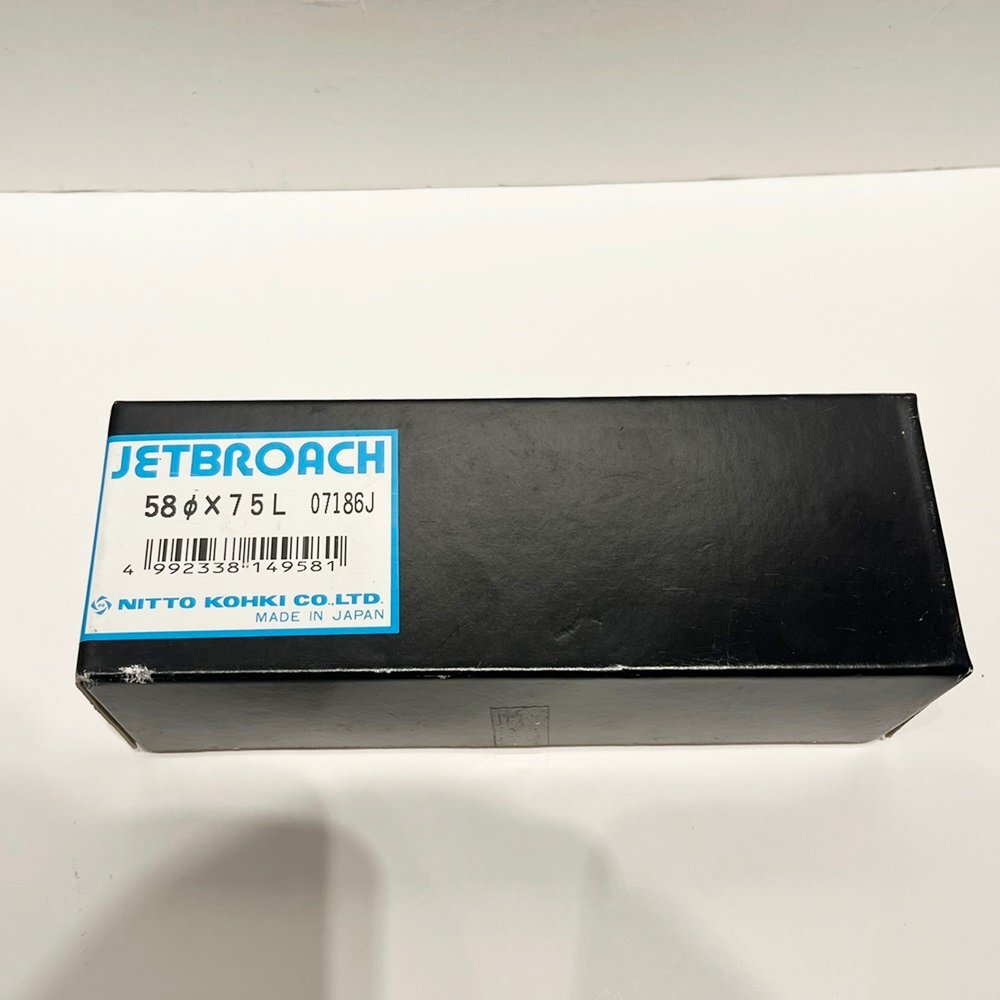 JETBROACH
58φ×75L 07186J
4 992338 149581
NITTO KOHKI CO.,LTD.
MADE IN JAPAN